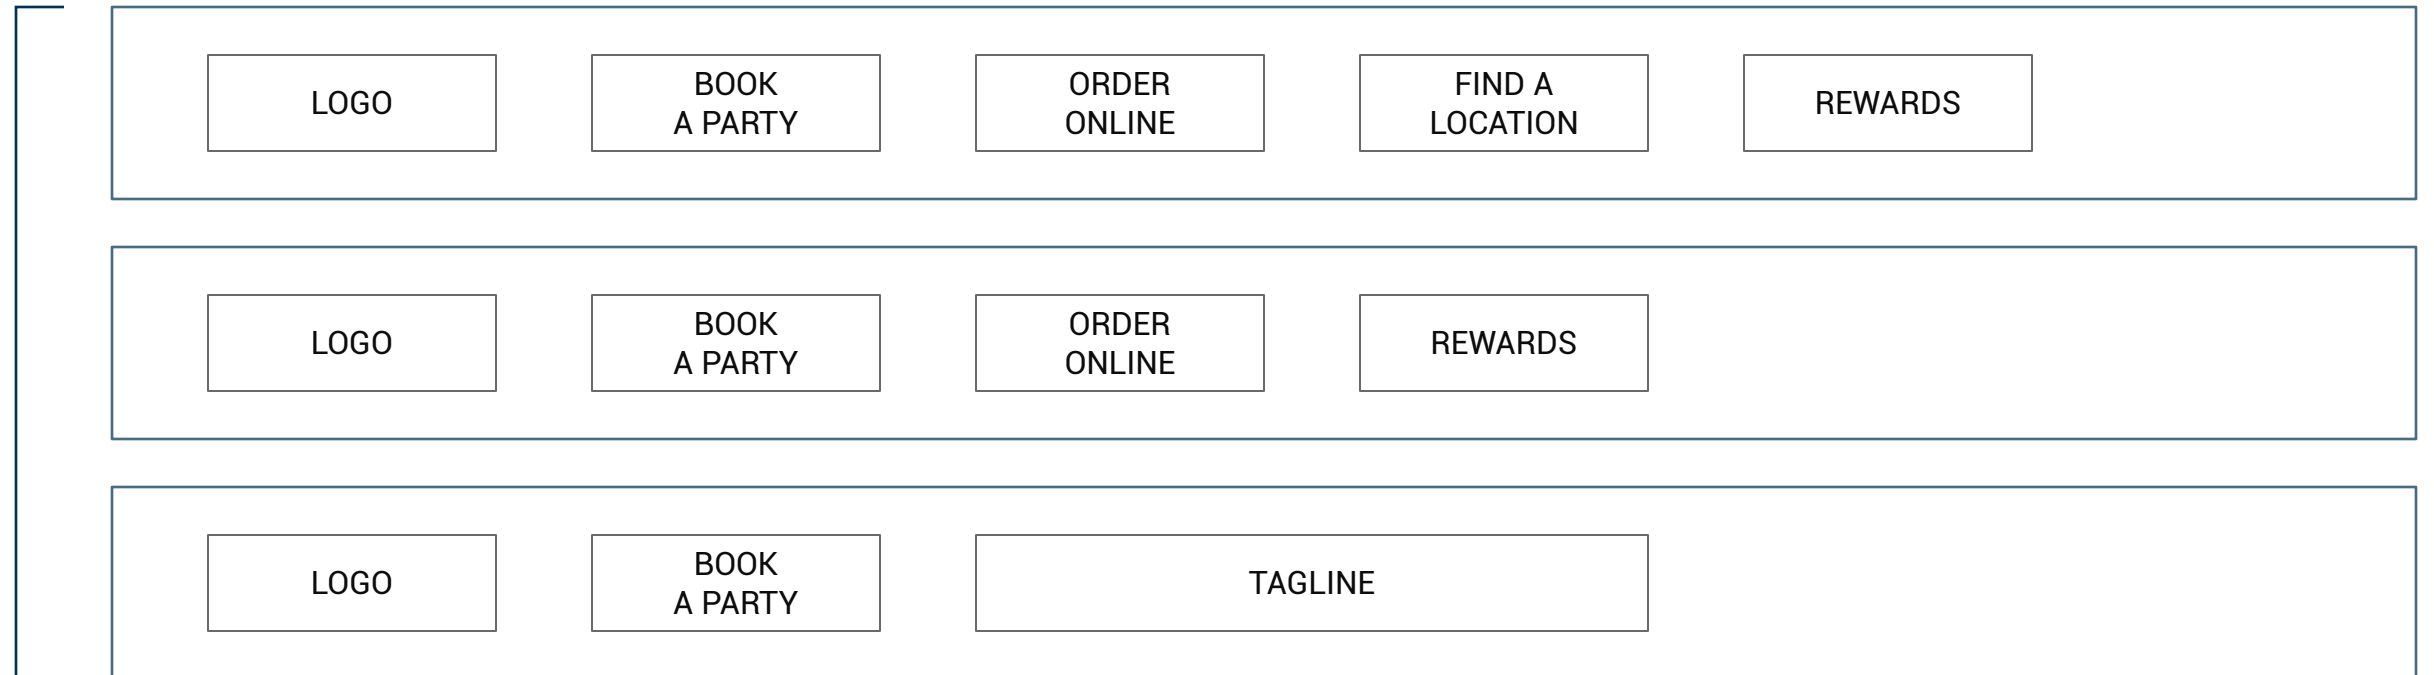 LOGO
BOOK
A PARTY
ORDER
ONLINE
FIND A
LOCATION
REWARDS
LOGO
BOOK
A PARTY
ORDER
ONLINE
REWARDS
LOGO
BOOK
A PARTY
TAGLINE